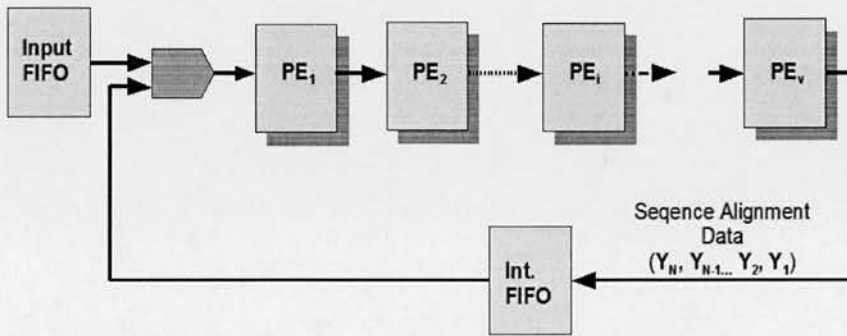 Input
FIFO
PE1
PE2
PEi
PEv
Seqence Alignment
Data
(YN, YN-1... Y2, Y1)
Int.
FIFO